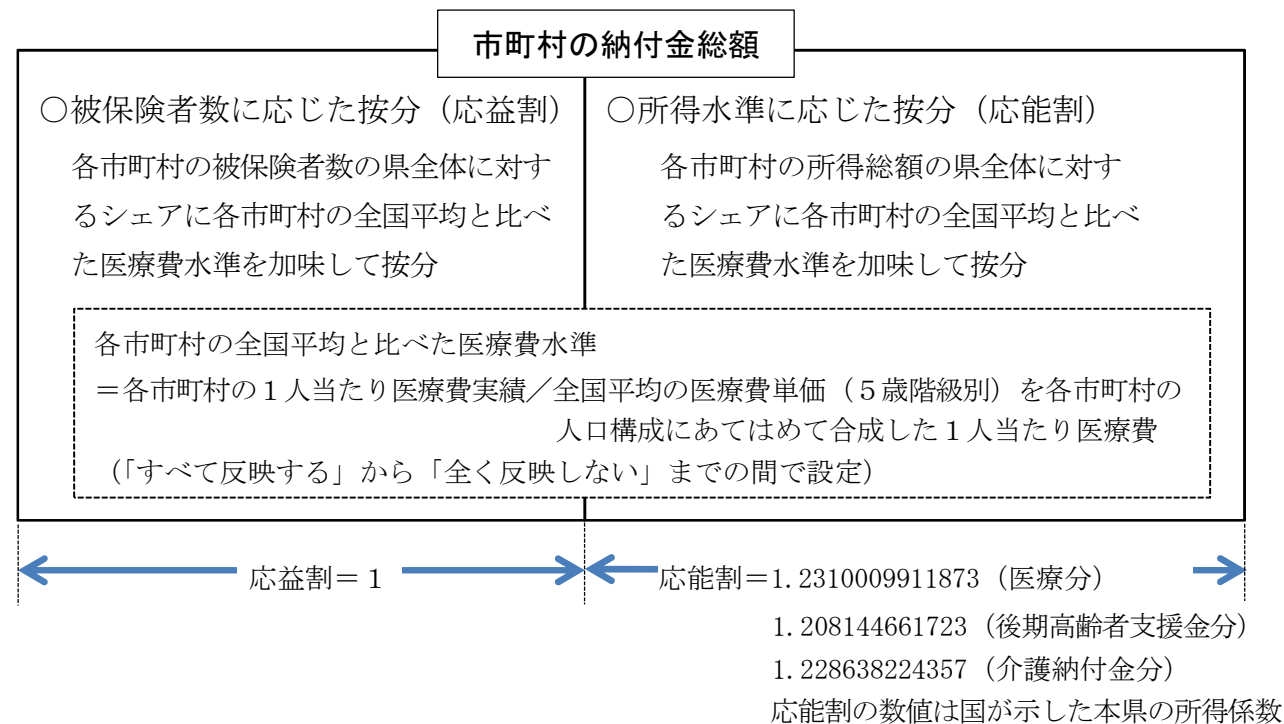 市町村の納付金総額
○被保険者数に応じた按分（応益割）
各市町村の被保険者数の県全体に対す
るシェアに各市町村の全国平均と比べ
た医療費水準を加味して按分
○所得水準に応じた按分（応能割）
各市町村の所得総額の県全体に対す
るシェアに各市町村の全国平均と比べ
た医療費水準を加味して按分
各市町村の全国平均と比べた医療費水準
＝各市町村の１人当たり医療費実績／全国平均の医療費単価（５歳階級別）を各市町村の
人口構成にあてはめて合成した１人当たり医療費
（「すべて反映する」から「全く反映しない」までの間で設定）
応益割＝１
応能割＝1.2310009911873（医療分）
1.208144661723（後期高齢者支援金分）
1.228638224357（介護納付金分）
応能割の数値は国が示した本県の所得係数